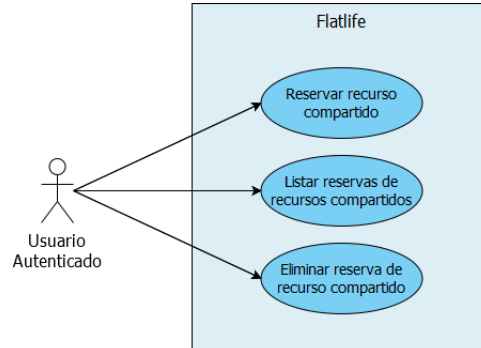 Flatlife
Reservar recurso
compartido
Listar reservas de
recursos compartidos
Usuario
Autenticado
Eliminar reserva de
recurso compartido